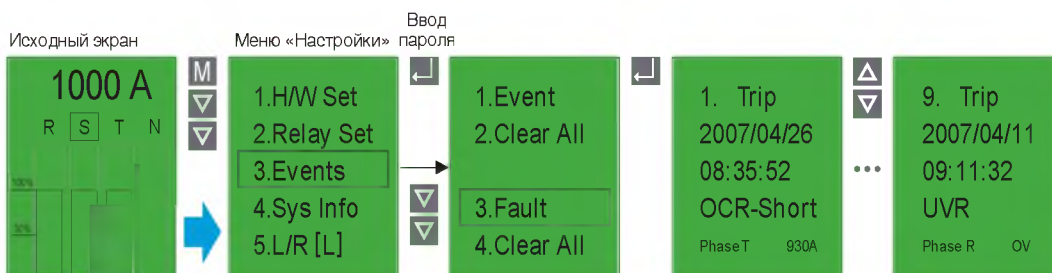 Ввод
Исходный экран
Меню «Настройки»
пароля
1000 A
R S T N
100%
30%
M
1.H/W Set
2.Relay Set
3.Events
4.Sys Info
5.L/R [L]
1.Event
2.Clear All
3.Fault
4.Clear All
1. Trip
2007/04/26
08:35:52
OCR-Short
Phase T 930A
...
9. Trip
2007/04/11
09:11:32
UVR
Phase R 0V